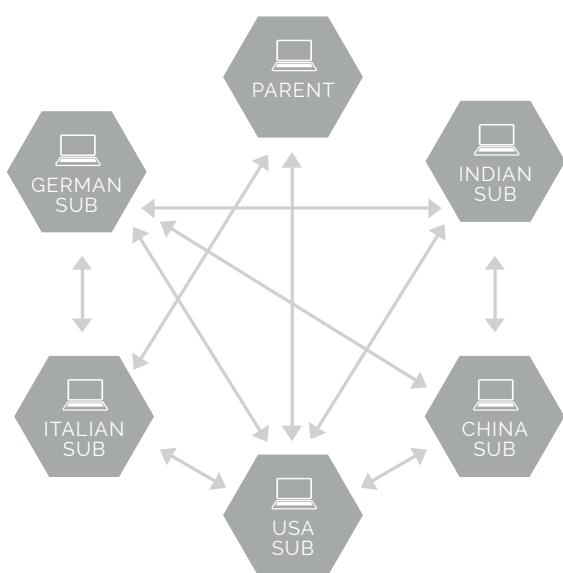 PARENT
GERMAN
SUB
INDIAN
SUB
ITALIAN
SUB
CHINA
SUB
USA
SUB